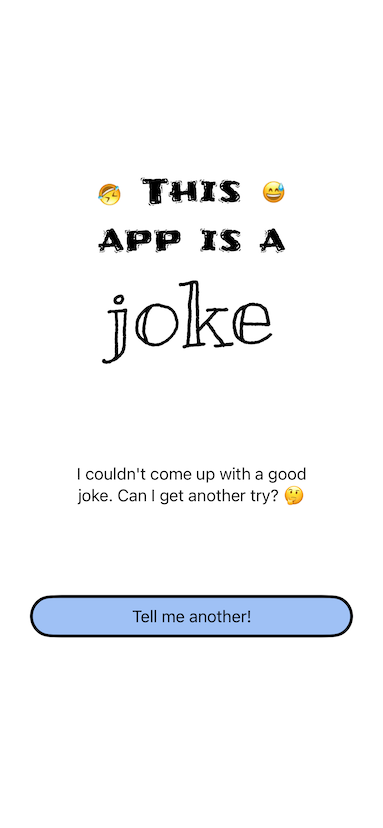 🤣 This 😅
app is a
joke
I couldn't come up with a good
joke. Can I get another try? 🤔
Tell me another!